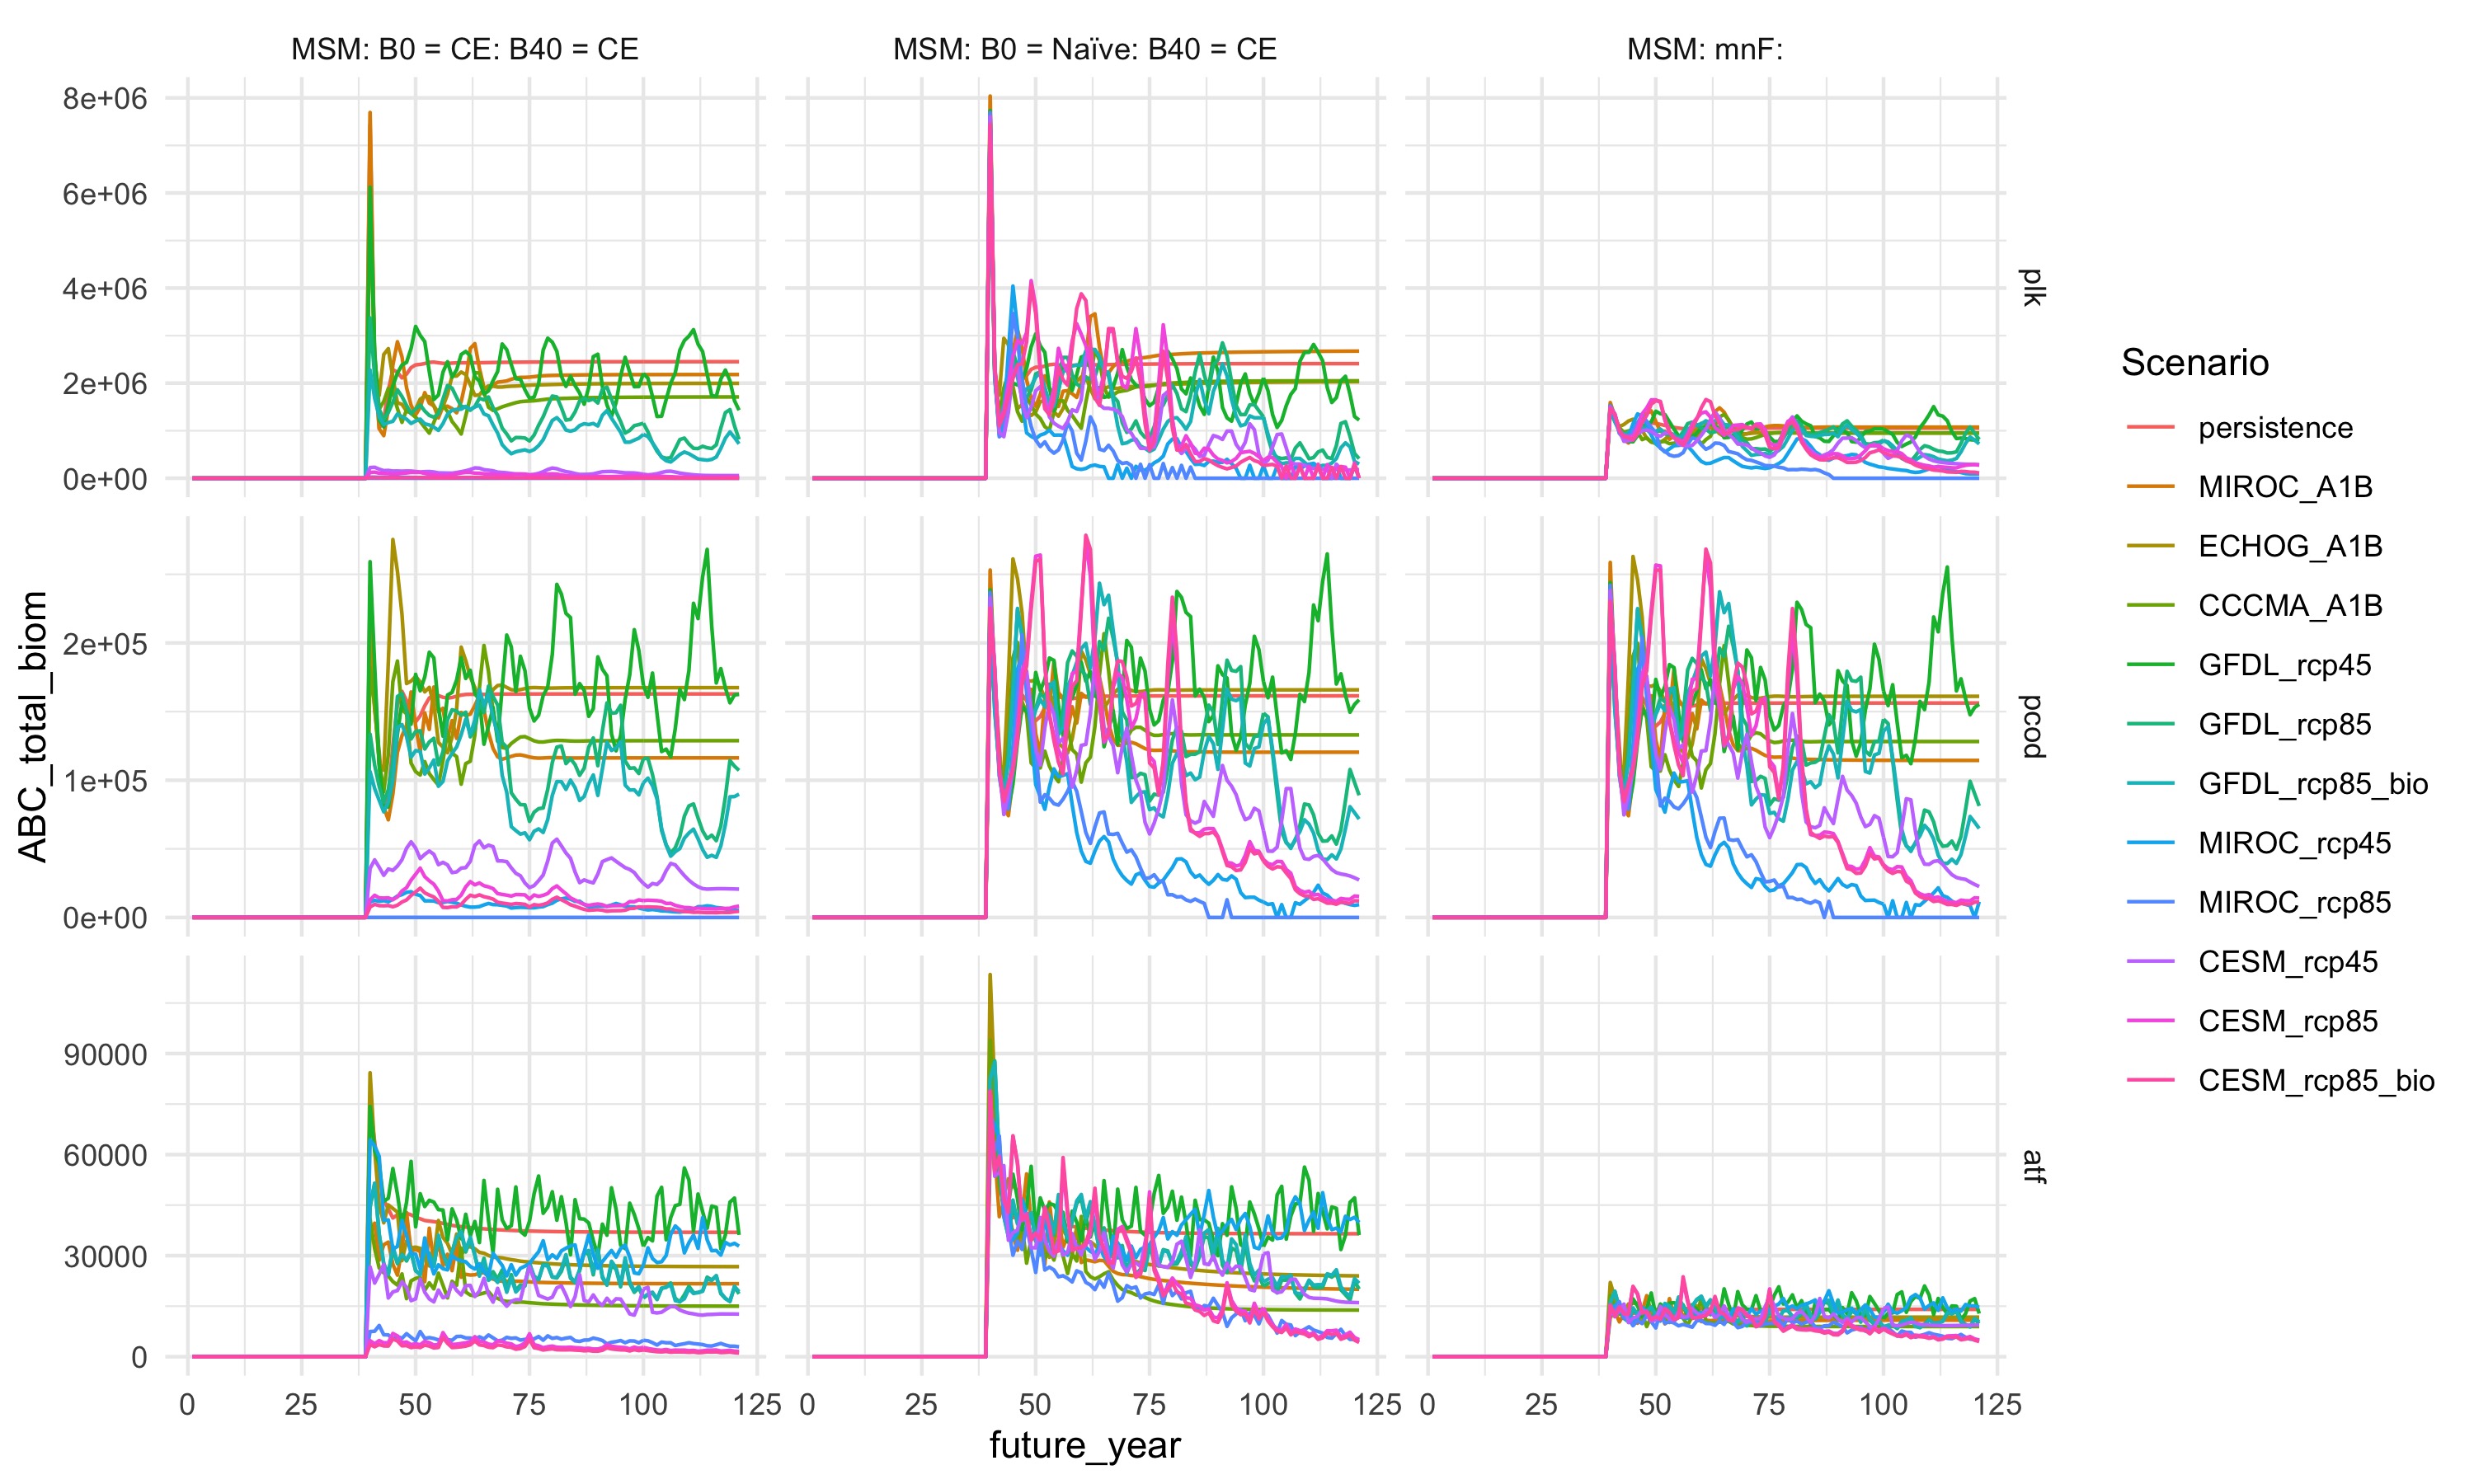 MSM: B0 = CE: B40 = CE
MSM: B0 = Naïve: B40 = CE
MSM: mnF:
8e+06
6e+06
4e+06
2e+06
0e+00
plk
2e+05
1e+05
0e+00
pcod
90000
60000
30000
0
atf
0 25 50 75 100 125
0 25 50 75 100 125
0 25 50 75 100 125
future_year
ABC_total_biom
Scenario
persistence
MIROC_A1B
ECHOG_A1B
CCCMA_A1B
GFDL_rcp45
GFDL_rcp85
GFDL_rcp85_bio
MIROC_rcp45
MIROC_rcp85
CESM_rcp45
CESM_rcp85
CESM_rcp85_bio